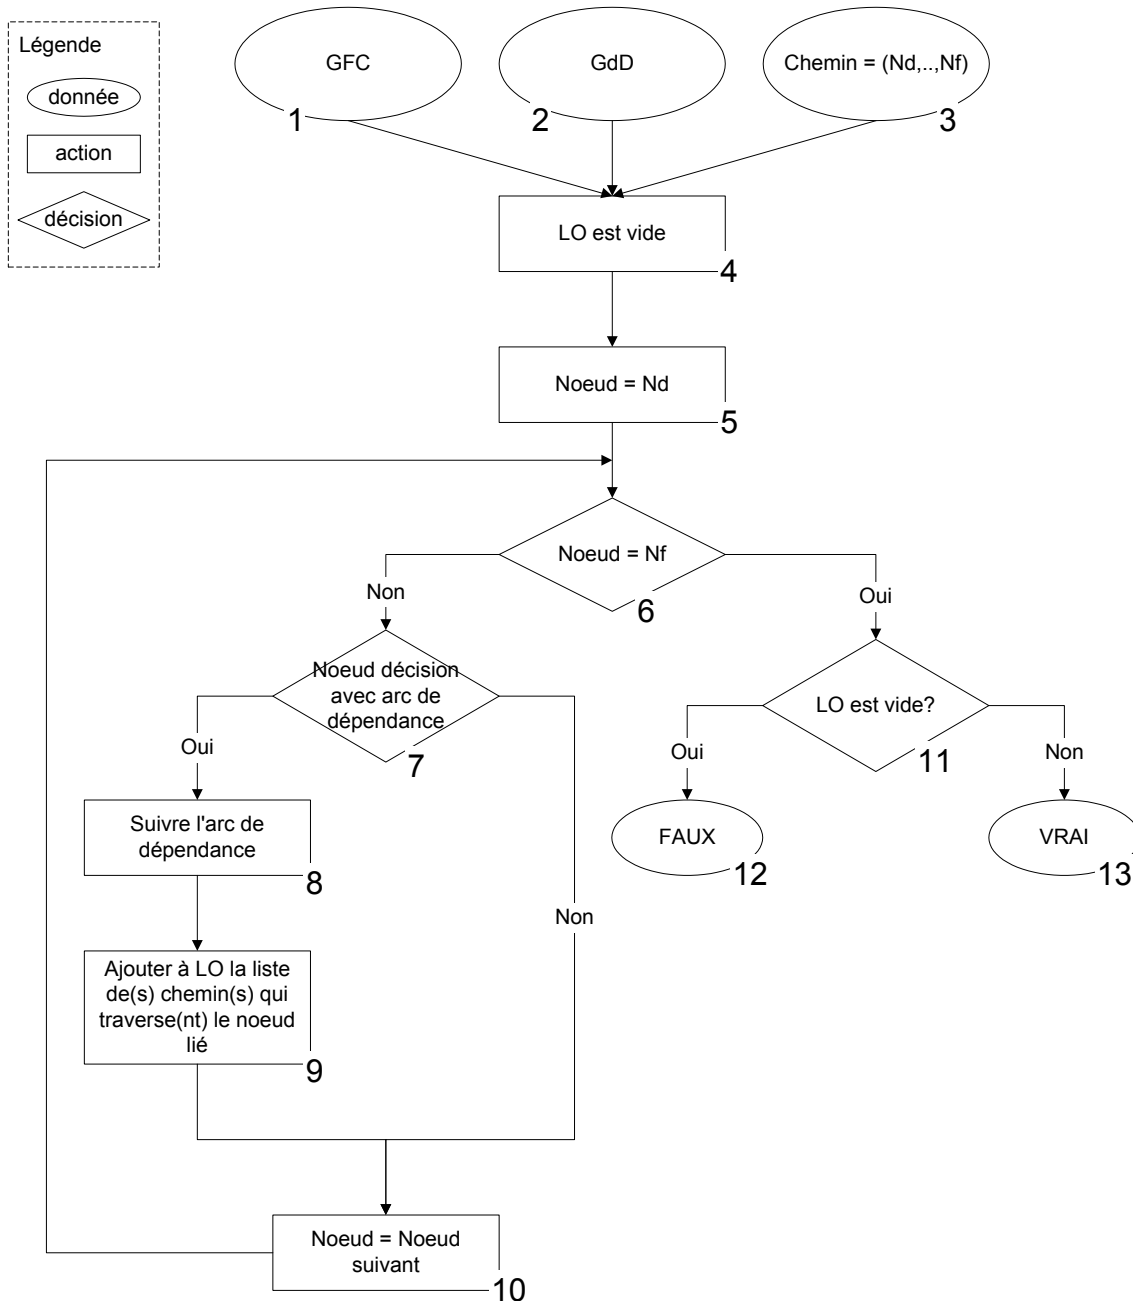 Légende
donnée
action
décision
GFC
1
GdD
2
Chemin = (Nd,..,Nf)
3
LO est vide
4
Noeud = Nd
5
Noeud = Nf
6
Non
Oui
Noeud décision
avec arc de
dépendance
7
LO est vide?
11
Oui
Non
Oui
Non
Suivre l'arc de
dépendance
8
FAUX
12
VRAI
13
Non
Ajouter à LO la liste
de(s) chemin(s) qui
traverse(nt) le noeud
lié
9
Noeud = Noeud
suivant
10